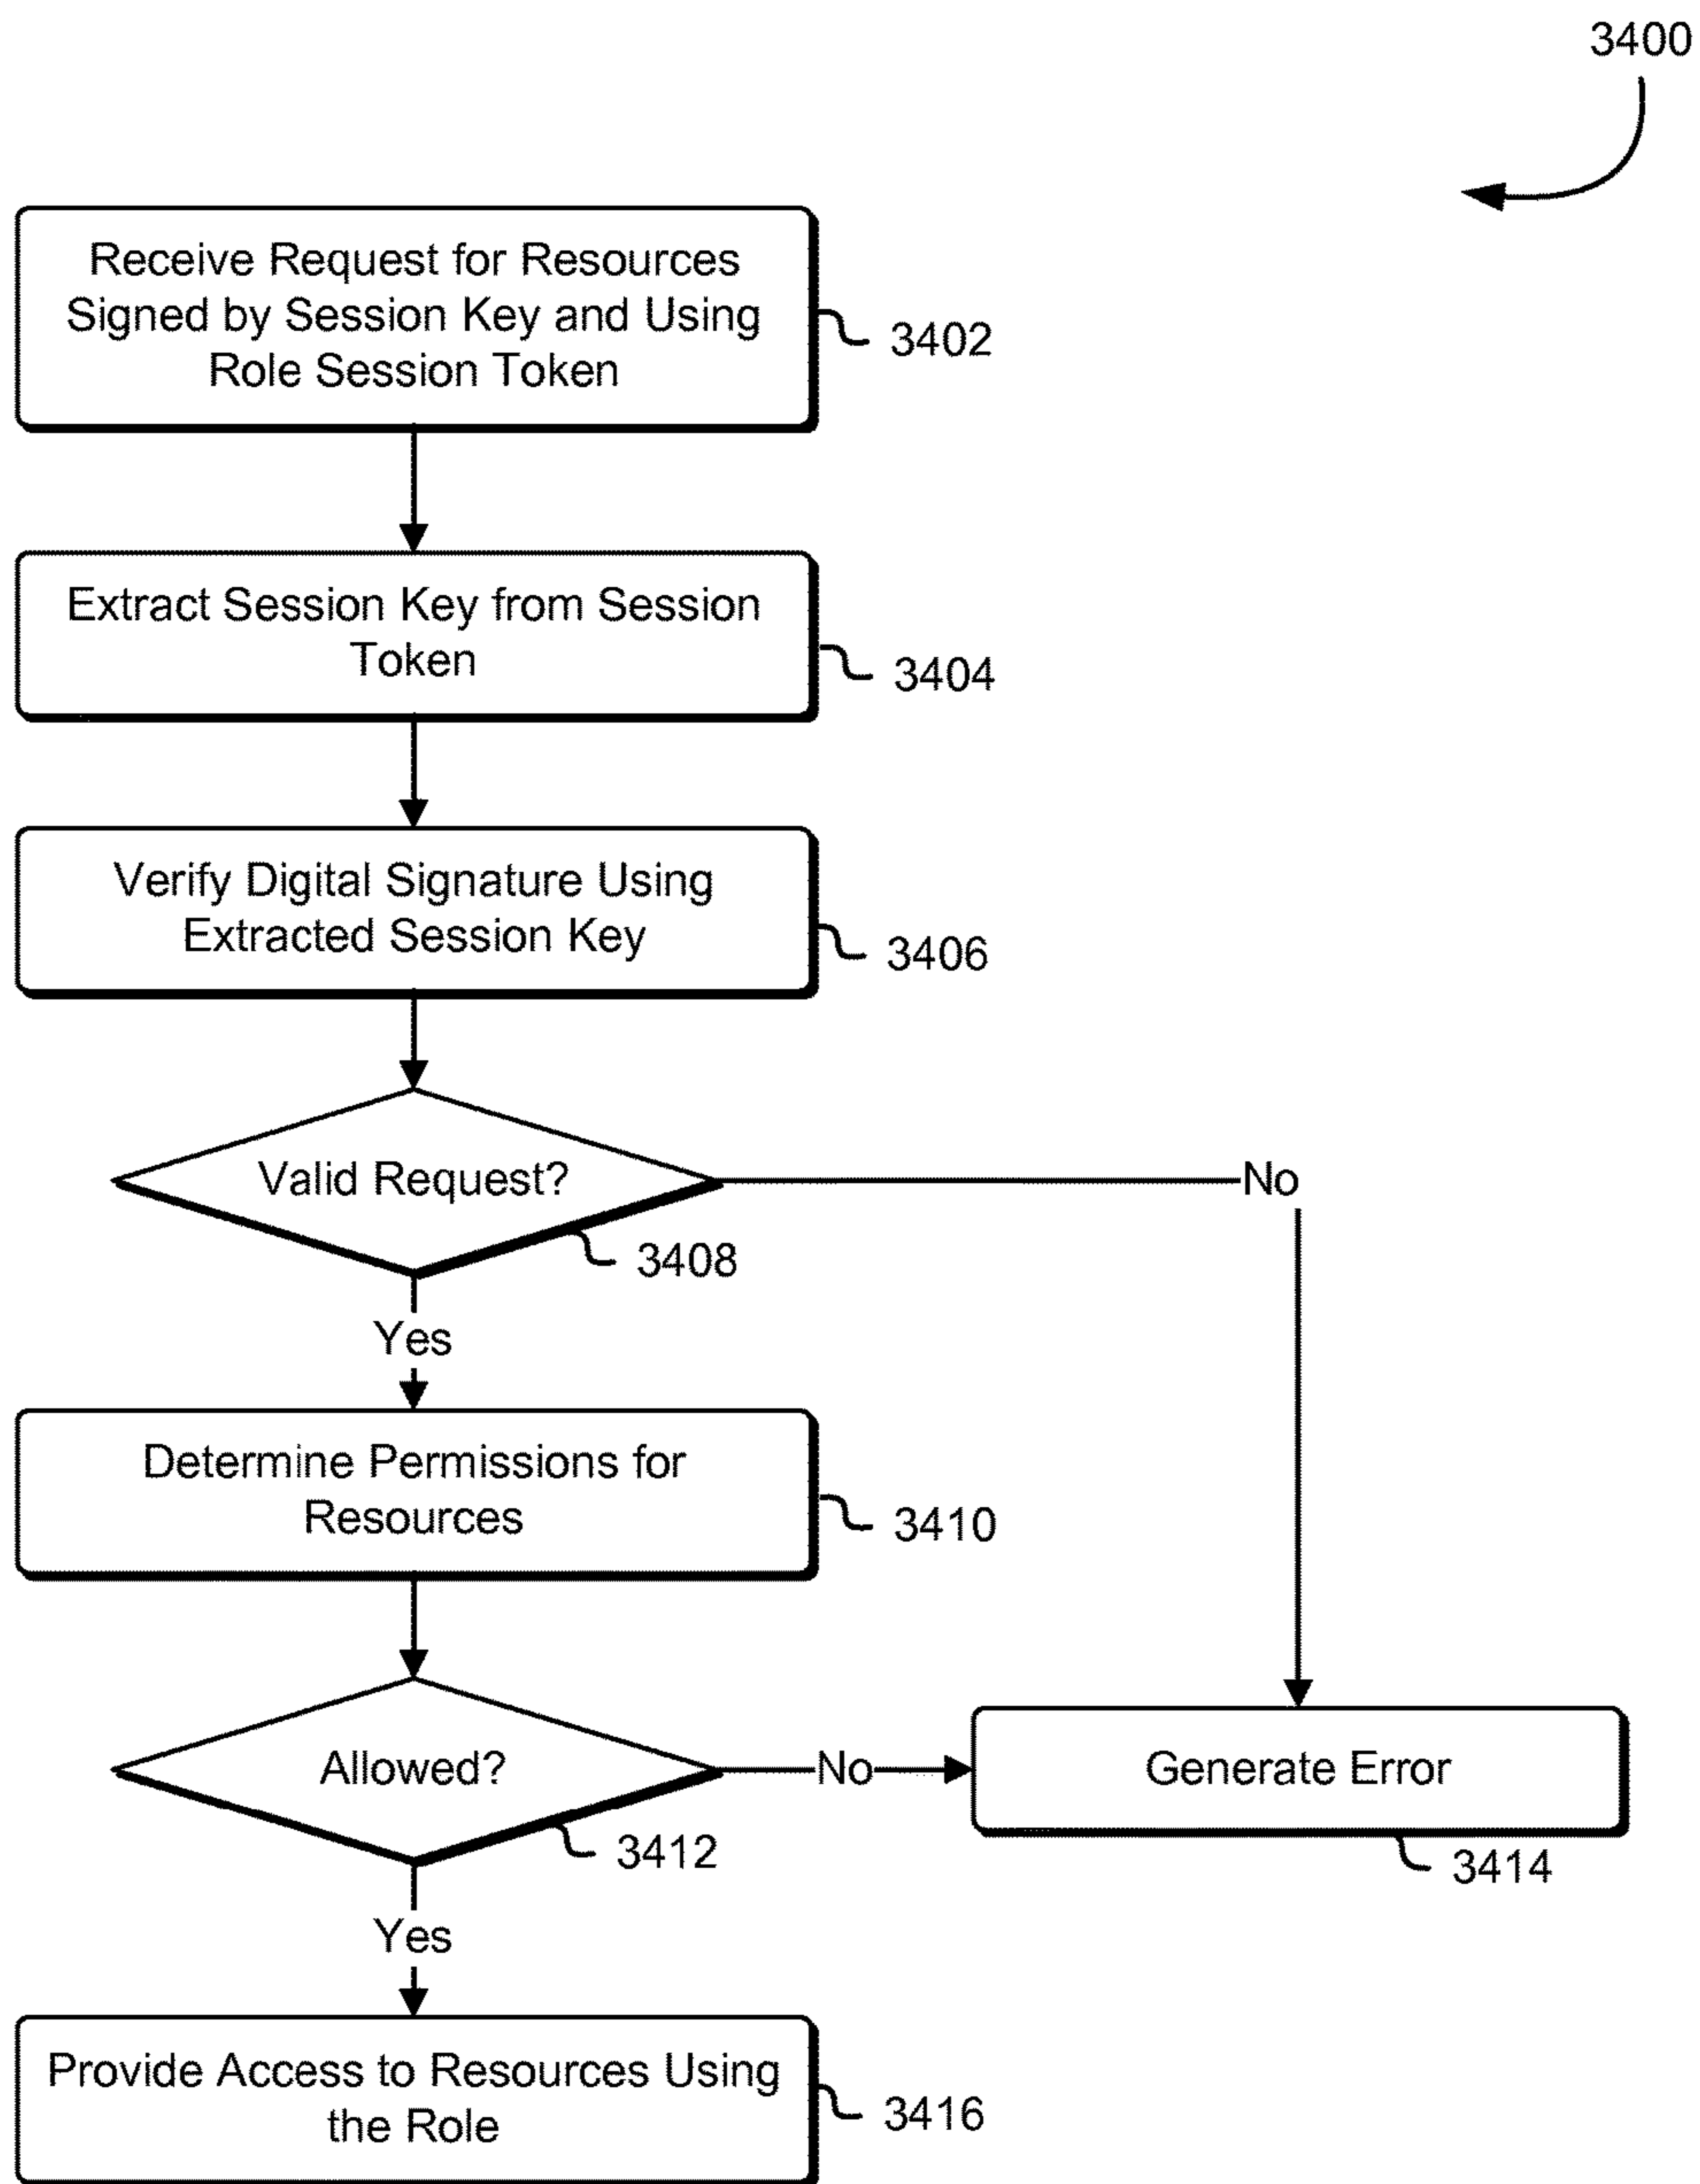 3400
Receive Request for Resources
Signed by Session Key and Using
Role Session Token
3402
Extract Session Key from Session
Token
3404
Verify Digital Signature Using
Extracted Session Key
3406
Valid Request?
No
3408
Yes
Determine Permissions for
Resources
3410
Allowed?
No
Generate Error
3412
3414
Yes
Provide Access to Resources Using
the Role
3416